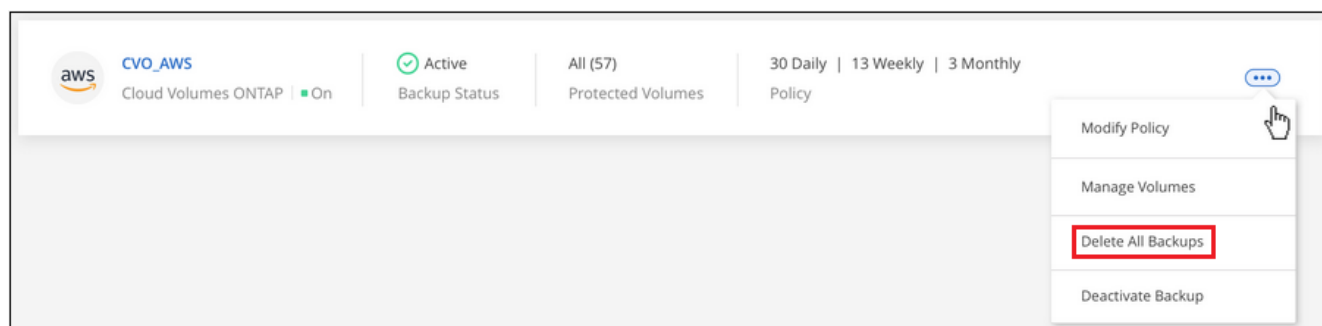 aws
CVO_AWS
Cloud Volumes ONTAP | On
Active
Backup Status
All (57)
Protected Volumes
30 Daily | 13 Weekly | 3 Monthly
Policy
Modify Policy
Manage Volumes
Delete All Backups
Deactivate Backup